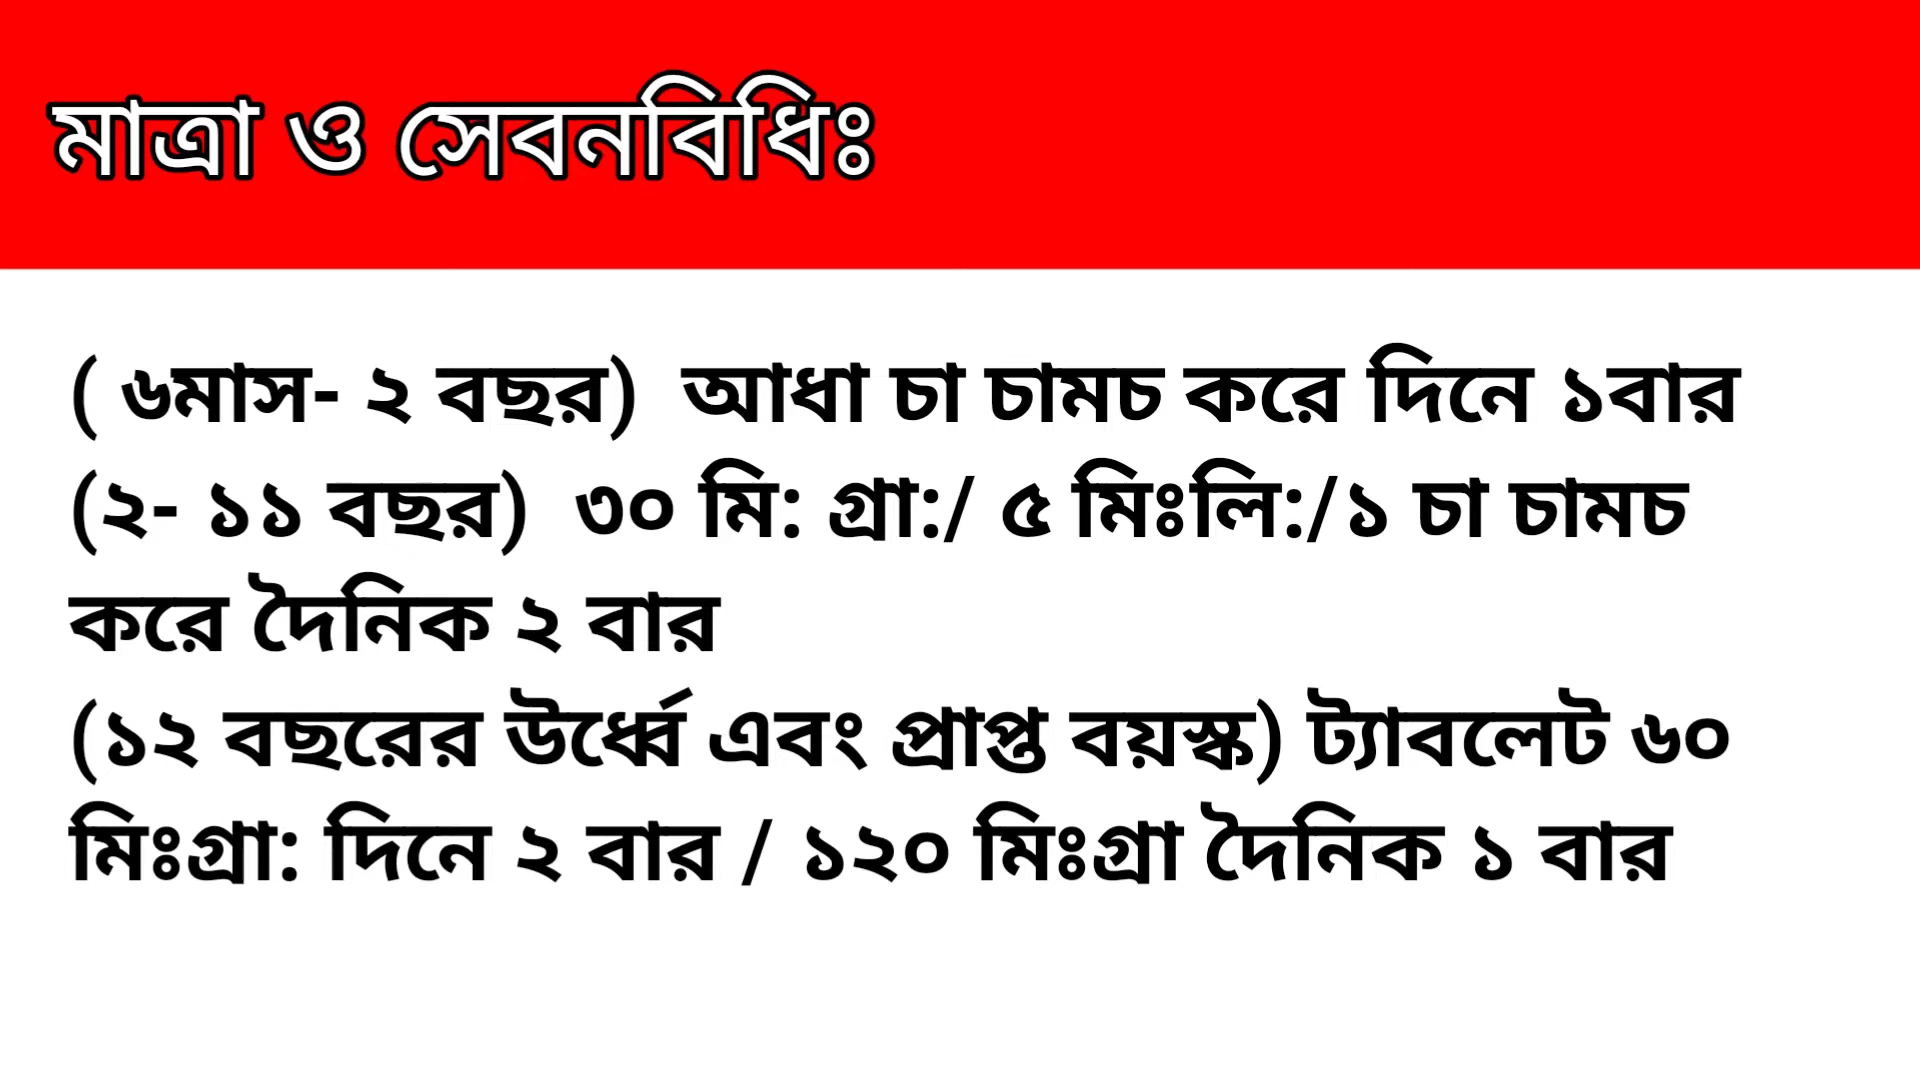 মাত্রা ও সেবনবিধিঃ
( ৬মাস- ২ বছর)  আধা চা চামচ করে দিনে ১বার
(২- ১১ বছর)  ৩০ মি: গ্রা:/ ৫ মিঃলি:/১ চা চামচ
করে দৈনিক ২ বার
(১২ বছরের উর্ধ্বে এবং প্রাপ্ত বয়স্ক) ট্যাবলেট ৬০
মিঃগ্রা: দিনে ২ বার / ১২০ মিঃগ্রা দৈনিক ১ বার